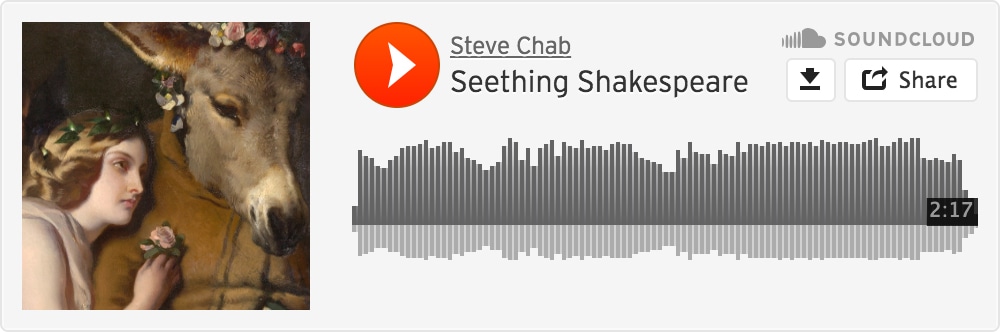 Steve Chab
Seething Shakespeare
SOUNDCLOUD
Share
2:17